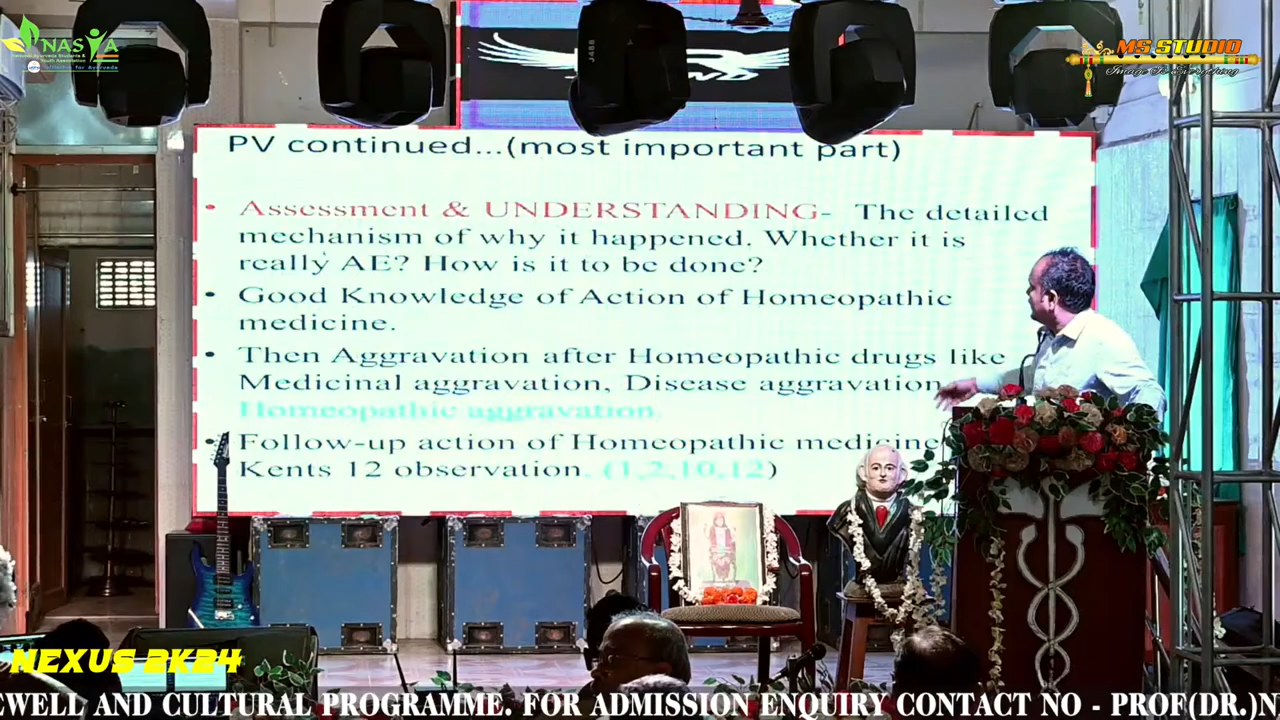 NASYA
MS STUDIO
J488
PV continued...(most important part)
• Assessment & UNDERSTANDING- The detailed
mechanism of why it happened. Whether it is
really AE? How is it to be done?
• Good Knowledge of Action of Homeopathic
medicine.
• Then Aggravation after Homeopathic drugs like
Medicinal aggravation, Disease aggravation
Homeopathic aggravation.
• Follow-up action of Homeopathic medicine
Kents 12 observation. (1,2,10,12)
NEXUS 2K24
EWELL AND CULTURAL PROGRAMME. FOR ADMISSION ENQUIRY CONTACT NO - PROF(DR.)N